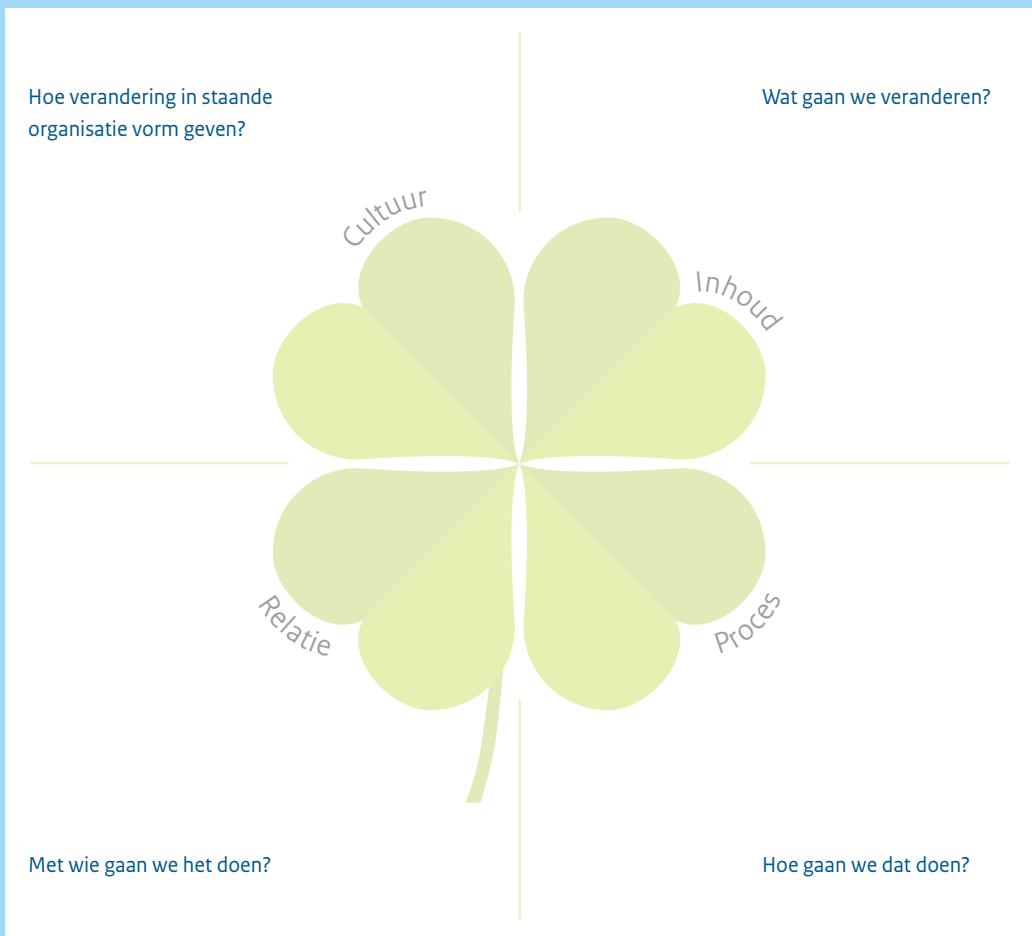 Hoe verandering in staande
organisatie vorm geven?
Wat gaan we veranderen?
Cultuur
Inhoud
Relatie
Proces
Met wie gaan we het doen?
Hoe gaan we dat doen?